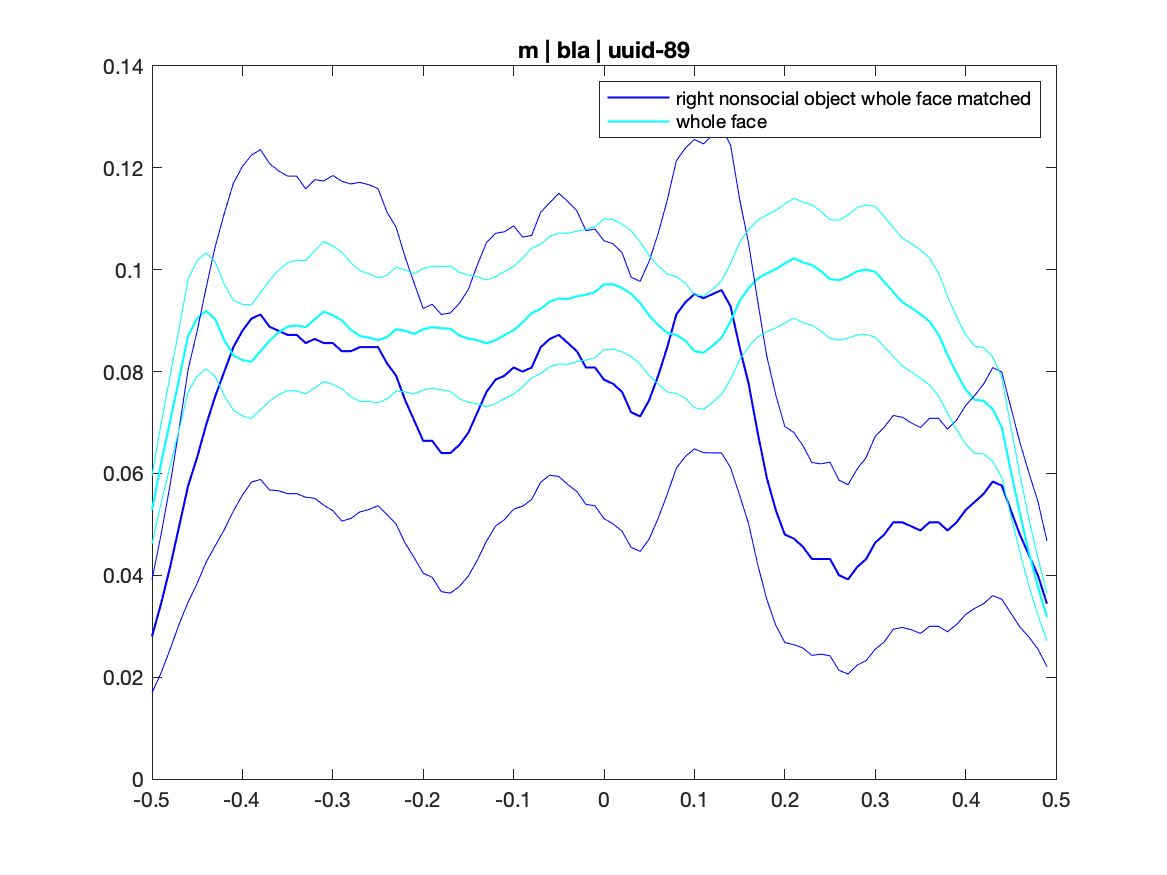 m | bla | uuid-89
right nonsocial object whole face matched
whole face
0.14
0.12
0.1
0.08
0.06
0.04
0.02
0
-0.5 -0.4 -0.3 -0.2 -0.1 0 0.1 0.2 0.3 0.4 0.5